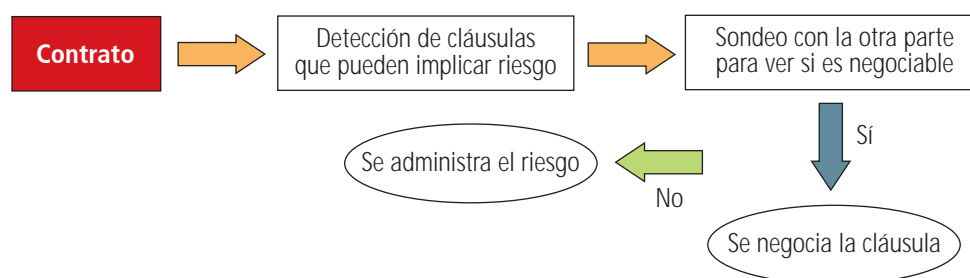 Contrato
Detección de cláusulas
que pueden implicar riesgo
Sondeo con la otra parte
para ver si es negociable
Sí
No
Se administra el riesgo
Se negocia la cláusula